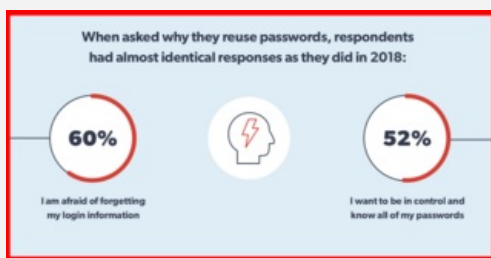 When asked why they reuse passwords, respondents
had almost identical responses as they did in 2018:
60%
52%
I am afraid of forgetting
my login information
I want to be in control and
know all of my passwords